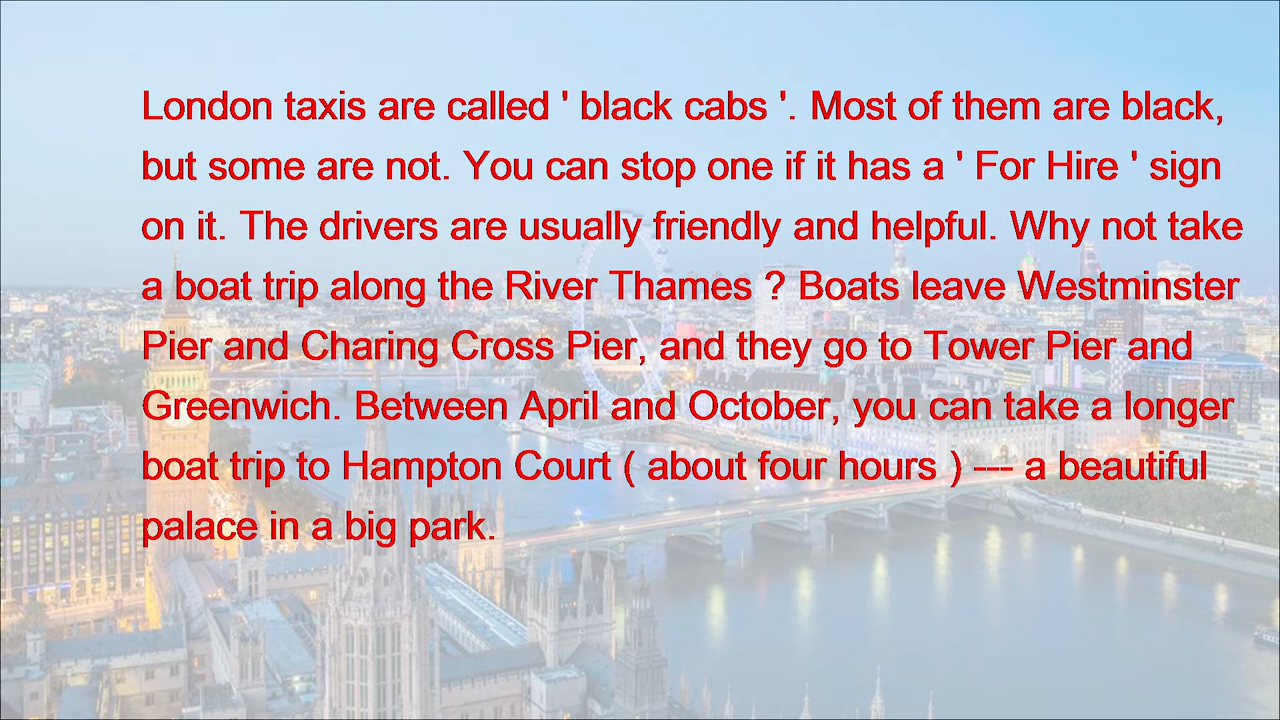 London taxis are called ' black cabs '. Most of them are black,
but some are not. You can stop one if it has a ' For Hire ' sign
on it. The drivers are usually friendly and helpful. Why not take
a boat trip along the River Thames ? Boats leave Westminster
Pier and Charing Cross Pier, and they go to Tower Pier and
Greenwich. Between April and October, you can take a longer
boat trip to Hampton Court ( about four hours ) --- a beautiful
palace in a big park.